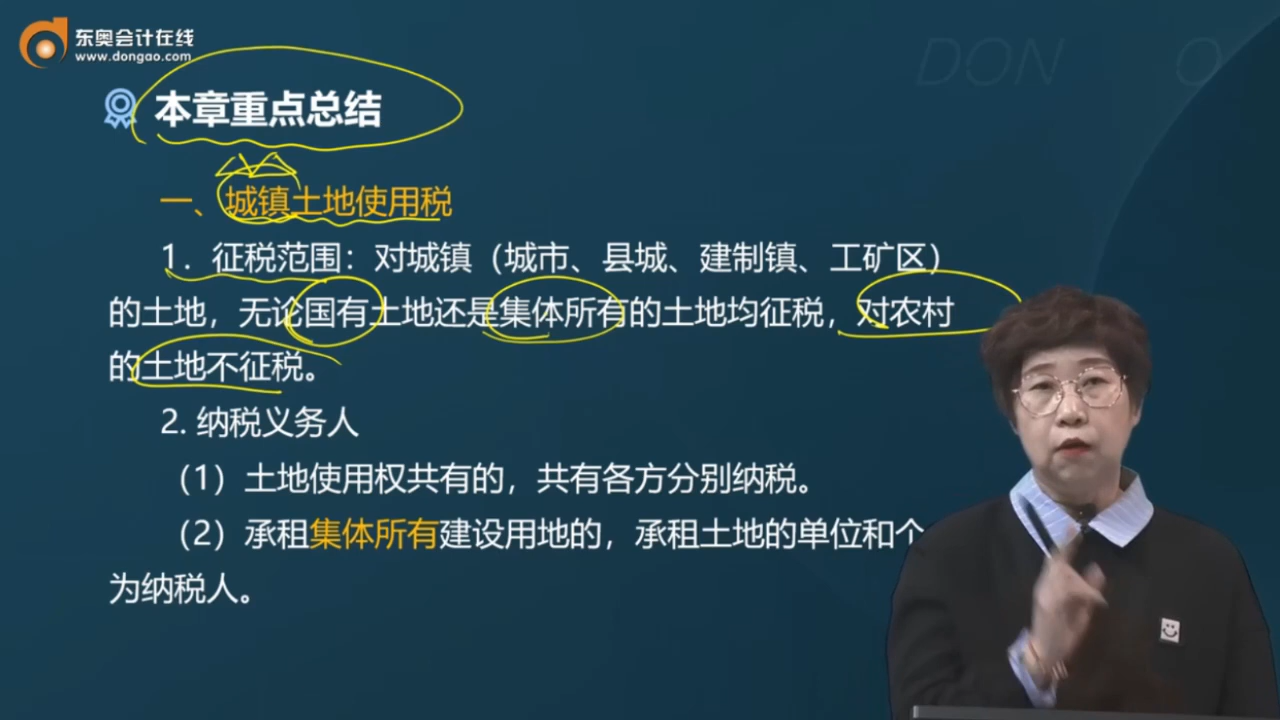 东奥会计在线
www.dongao.com
DON O
本章重点总结
一、城镇土地使用税
1. 征税范围：对城镇（城市、县城、建制镇、工矿区）
的土地，无论国有土地还是集体所有的土地均征税，对农村
的土地不征税。
2. 纳税义务人
（1）土地使用权共有的，共有各方分别纳税。
（2）承租集体所有建设用地的，承租土地的单位和个
为纳税人。